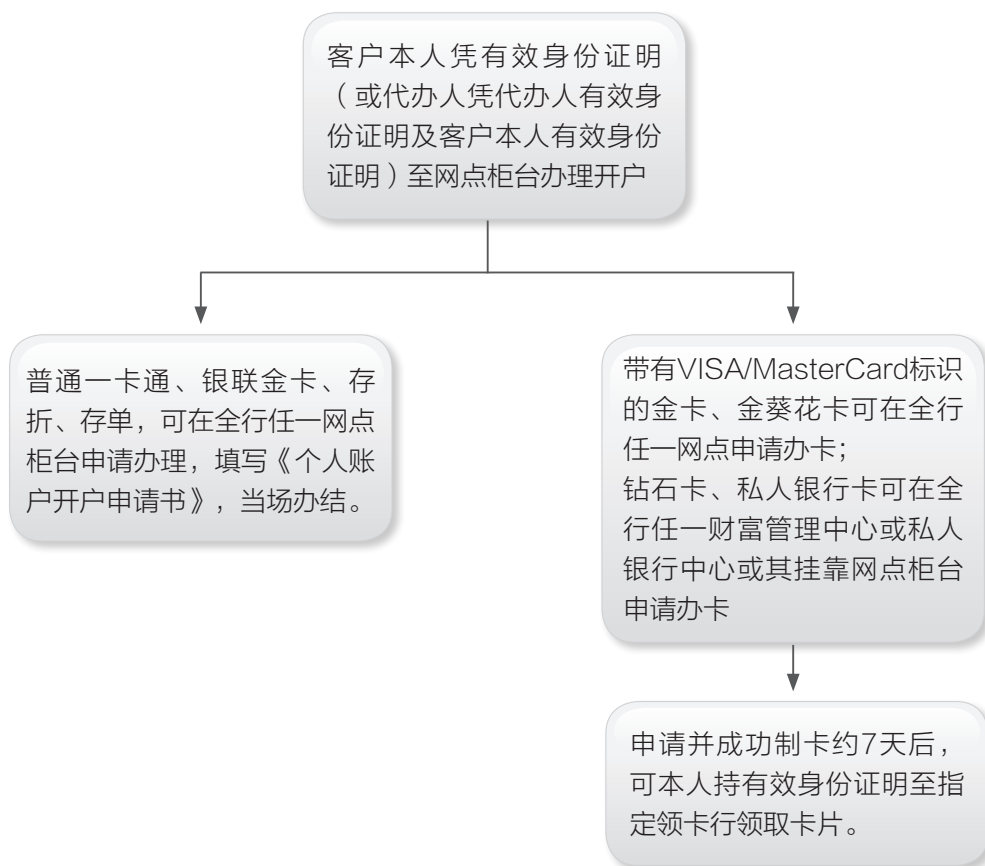 客户本人凭有效身份证明
（或代办人凭代办人有效身
份证明及客户本人有效身份
证明）至网点柜台办理开户
普通一卡通、银联金卡、存
折、存单，可在全行任一网点
柜台申请办理，填写《个人账
户开户申请书》，当场办结。
带有VISA/MasterCard标识
的金卡、金葵花卡可在全行
任一网点申请办卡；
钻石卡、私人银行卡可在全
行任一财富管理中心或私人
银行中心或其挂靠网点柜台
申请办卡
申请并成功制卡约7天后，
可本人持有效身份证明至指
定领卡行领取卡片。